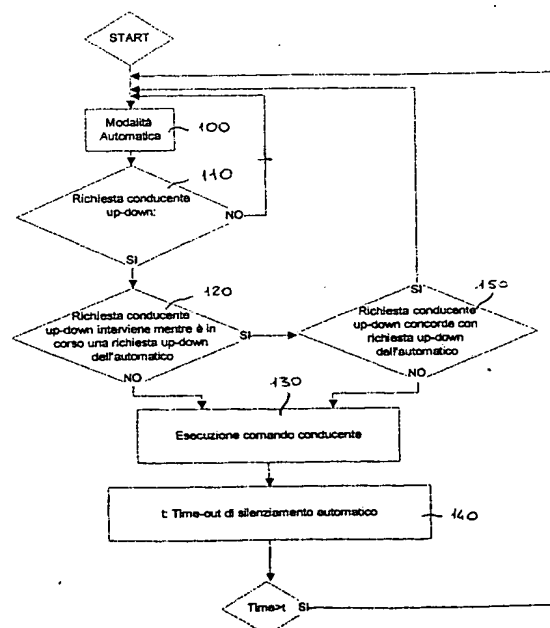 START
Modalità
Automatica
100
110
Richiesta conducente
up-down:
NO
SI
120
Richiesta conducente
up-down interviene mentre è in
corso una richiesta up-down
dell'automatico
SI
NO
SI
150
Richiesta conducente
up-down concorde con
richiesta up-down
dell'automatico
NO
130
Esecuzione comando conducente
t: Time-out di silenziamento automatico
140
Time>t
SI